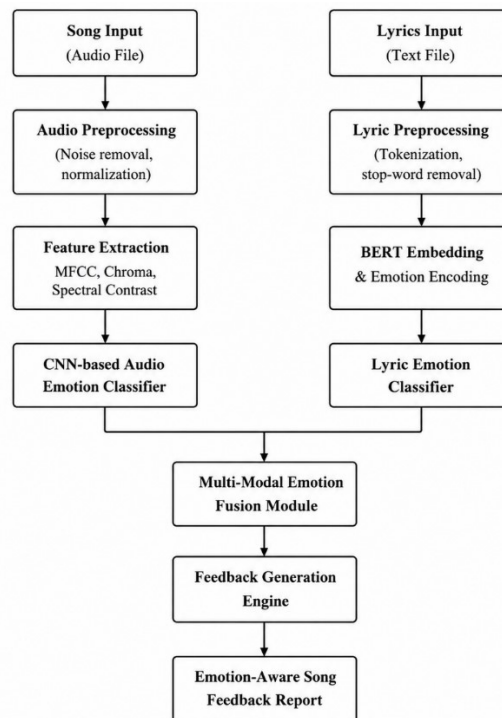 Song Input
(Audio File)
Lyrics Input
(Text File)
Audio Preprocessing
(Noise removal,
normalization)
Lyric Preprocessing
(Tokenization,
stop-word removal)
Feature Extraction
MFCC, Chroma,
Spectral Contrast
BERT Embedding
& Emotion Encoding
CNN-based Audio
Emotion Classifier
Lyric Emotion
Classifier
Multi-Modal Emotion
Fusion Module
Feedback Generation
Engine
Emotion-Aware Song
Feedback Report